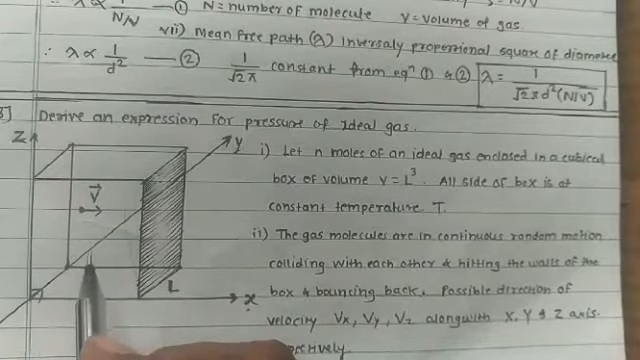 λ ∝ 1/(N/V) — ① N = number of molecule V = volume of gas
vii) Mean Free path (λ) Inversaly proportional square of diametre
∴ λ ∝ 1/d² — ② 1/√2π constant from eqⁿ ① & ② λ = 1/(√2πd²(N/V))
Derive an expression for pressure of ideal gas.
Z
Y
i) Let n moles of an ideal gas enclosed in a cubical
box of volume V = L³. All side of box is at
V⃗
constant temperature T.
ii) The gas molecules are in continuous random motion
colliding with each other & hitting the walls of the
L
box & bouncing back. Possible direction of
X
velocity Vx, Vy, Vz alongwith X, Y & Z axis.